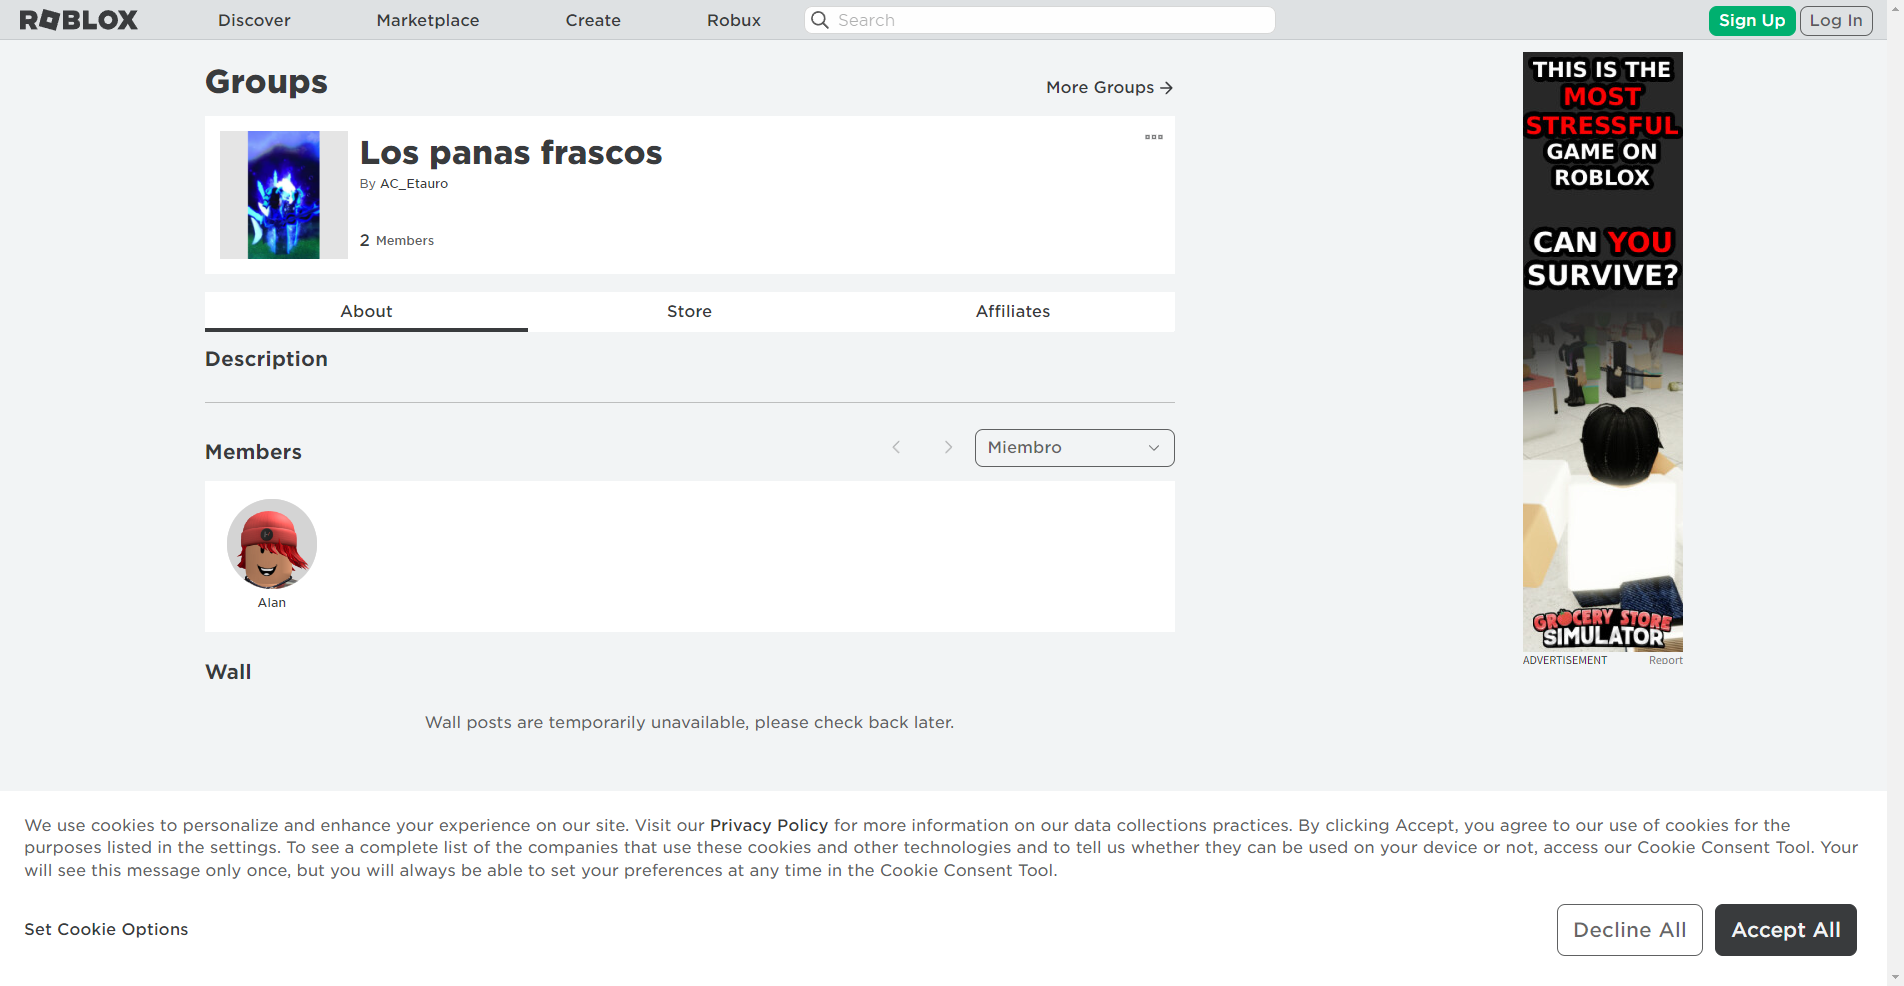 ROBLOX
Discover
Marketplace
Create
Robux
Search
Sign Up
Log In
Groups
More Groups
Los panas frascos
By AC_Etauro
2 Members
About
Store
Affiliates
Description
Members
Miembro
Alan
Wall
Wall posts are temporarily unavailable, please check back later.
THIS IS THE
MOST
STRESSFUL
GAME ON
ROBLOX
CAN YOU
SURVIVE?
GROCERY STORE
SIMULATOR
ADVERTISEMENT
Report
We use cookies to personalize and enhance your experience on our site. Visit our Privacy Policy for more information on our data collections practices. By clicking Accept, you agree to our use of cookies for the
purposes listed in the settings. To see a complete list of the companies that use these cookies and other technologies and to tell us whether they can be used on your device or not, access our Cookie Consent Tool. Your
will see this message only once, but you will always be able to set your preferences at any time in the Cookie Consent Tool.
Set Cookie Options
Decline All
Accept All